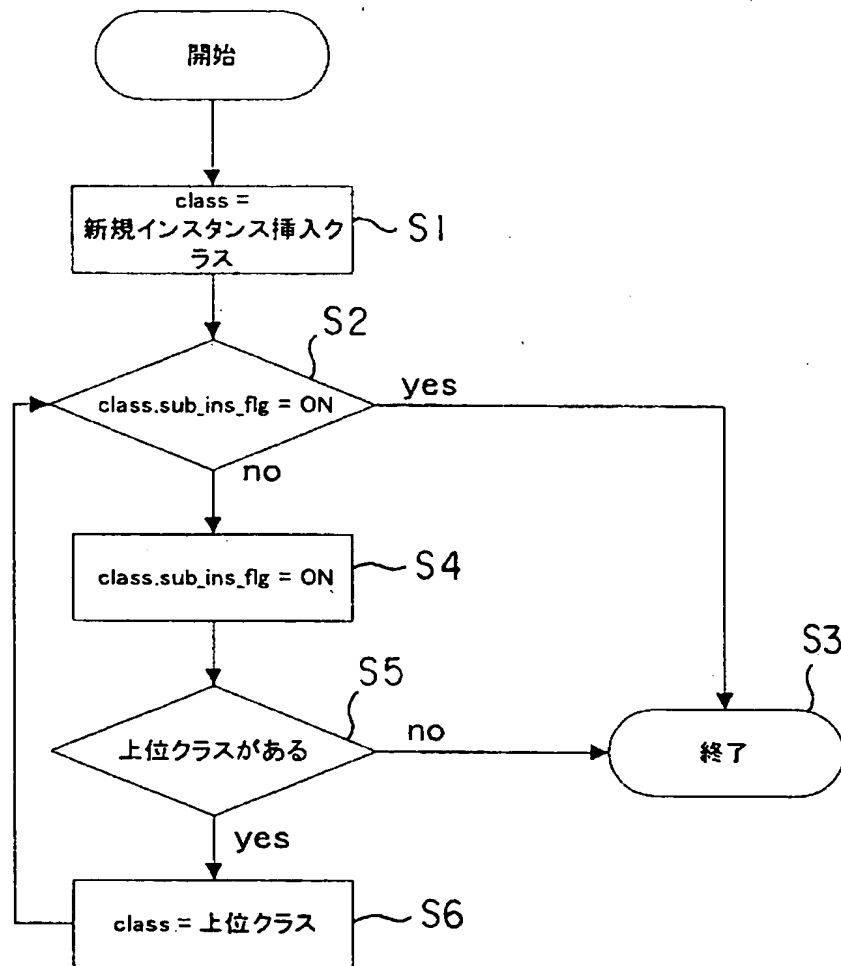 開始
class =
新規インスタンス挿入ク
ラス
S1
S2
class.sub_ins_flg = ON
yes
no
class.sub_ins_flg = ON
S4
S5
上位クラスがある
no
S3
終了
yes
class = 上位クラス
S6